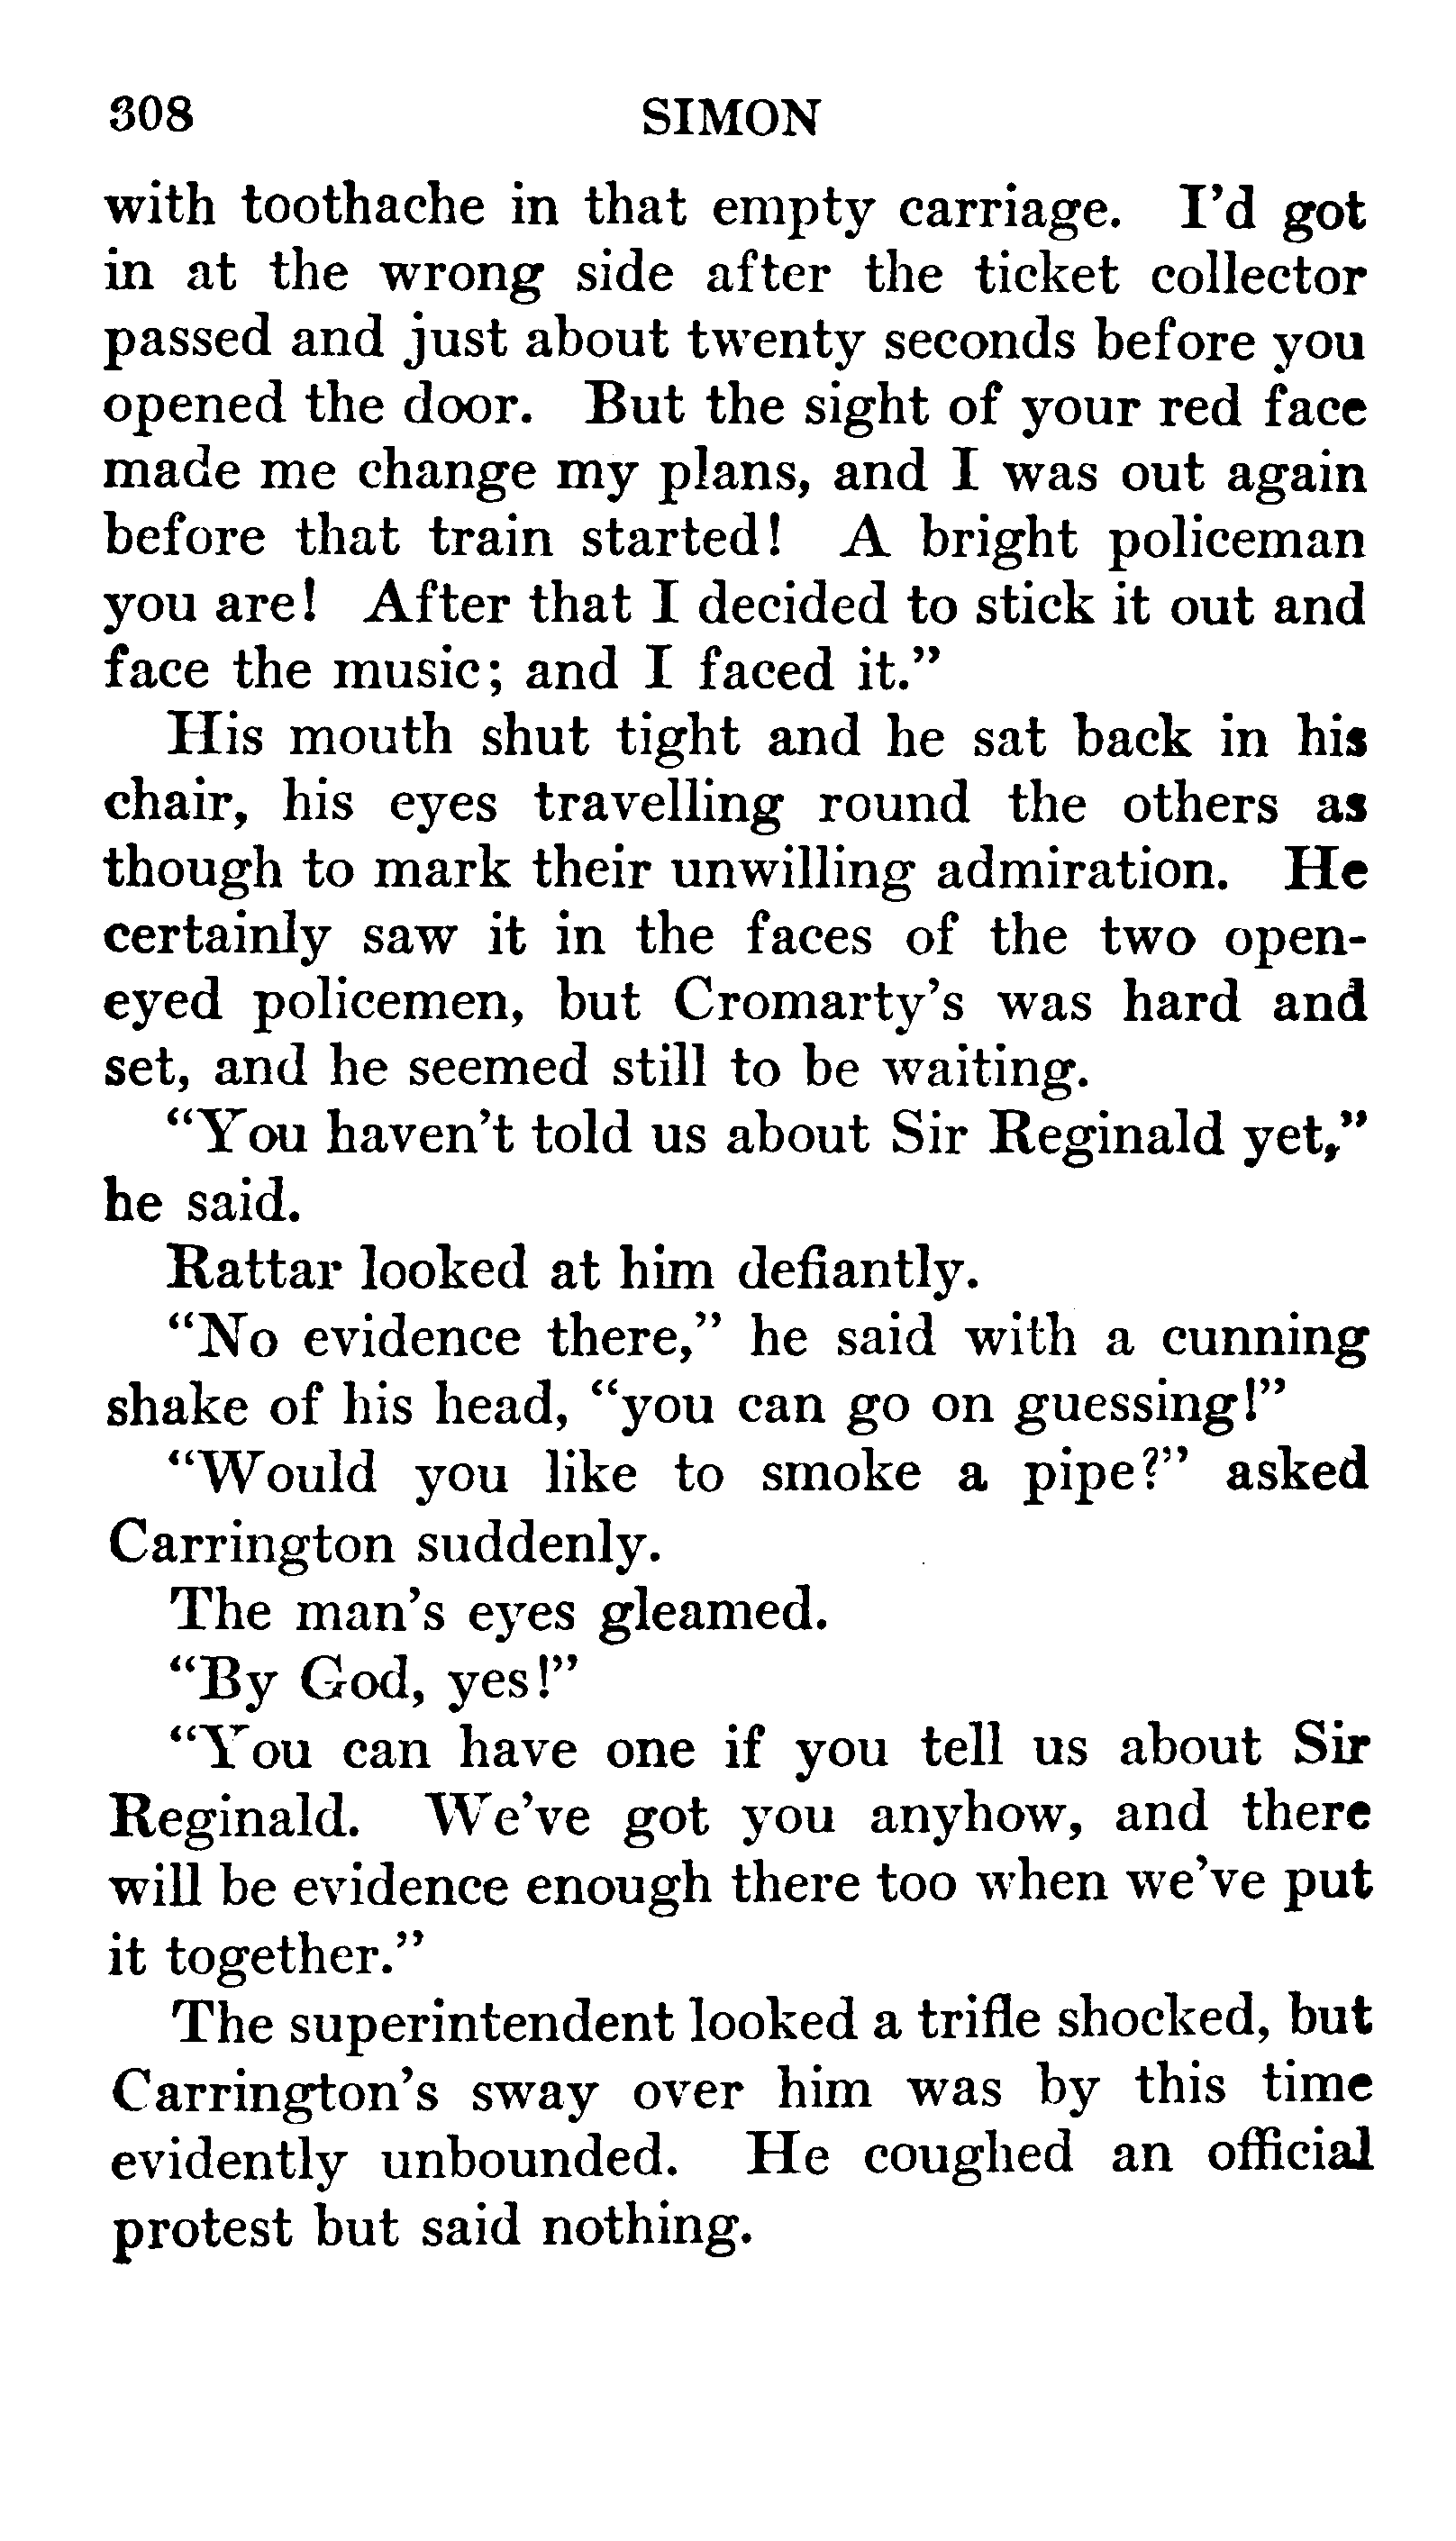 308 SIMON
with toothache in that empty carriage. I'd got
in at the wrong side after the ticket collector
passed and just about twenty seconds before you
opened the door. But the sight of your red face
made me change my plans, and I was out again
before that train started! A bright policeman
you are! After that I decided to stick it out and
face the music; and I faced it."
His mouth shut tight and he sat back in his
chair, his eyes travelling round the others as
though to mark their unwilling admiration. He
certainly saw it in the faces of the two open-
eyed policemen, but Cromarty's was hard and
set, and he seemed still to be waiting.
"You haven't told us about Sir Reginald yet,"
he said.
Rattar looked at him defiantly.
"No evidence there," he said with a cunning
shake of his head, "you can go on guessing!"
"Would you like to smoke a pipe?" asked
Carrington suddenly.
The man's eyes gleamed.
"By God, yes!"
"You can have one if you tell us about Sir
Reginald. We've got you anyhow, and there
will be evidence enough there too when we've put
it together."
The superintendent looked a trifle shocked, but
Carrington's sway over him was by this time
evidently unbounded. He coughed an official
protest but said nothing.